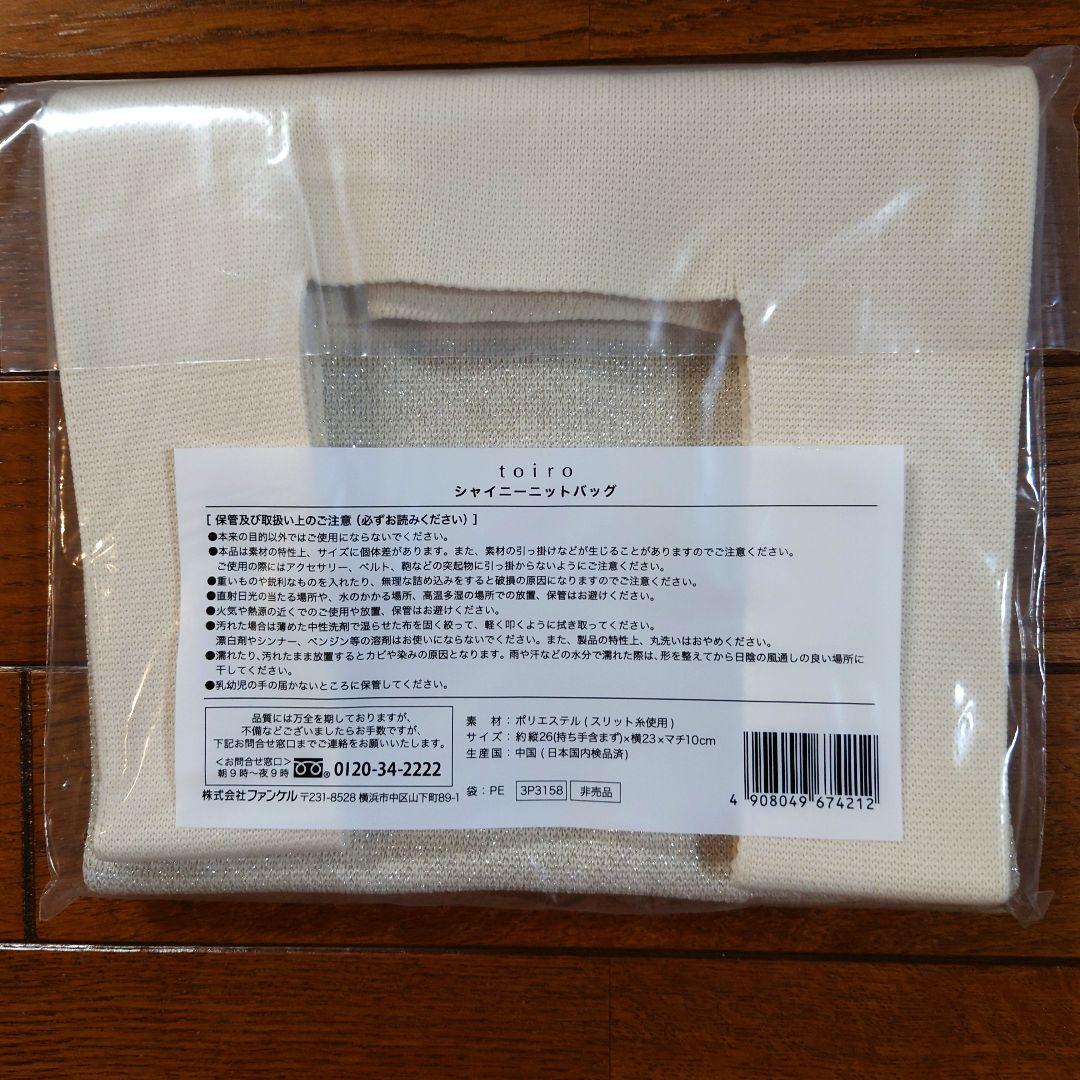 toiro
シャイニーニットバッグ
[ 保管及び取扱い上のご注意（必ずお読みください）]
●本来の目的以外ではご使用にならないでください。
●本品は素材の特性上、サイズに個体差があります。また、素材の引っ掛けなどが生じることがありますのでご注意ください。
ご使用の際にはアクセサリー、ベルト、鞄などの突起物に引っ掛からないようにご注意ください。
●重いものや鋭利なものを入れたり、無理な詰め込みをすると破損の原因になりますのでご注意ください。
●直射日光の当たる場所や、水のかかる場所、高温多湿の場所での放置、保管はお避けください。
●火気や熱源の近くでのご使用や放置、保管はお避けください。
●汚れた場合は薄めた中性洗剤で湿らせた布を固く絞って、軽く叩くように拭き取ってください。
漂白剤やシンナー、ベンジン等の溶剤はお使いにならないでください。また、製品の特性上、丸洗いはおやめください。
●濡れたり、汚れたまま放置するとカビや染みの原因となります。雨や汗などの水分で濡れた際は、形を整えてから日陰の風通しの良い場所に
干してください。
●乳幼児の手の届かないところに保管してください。
品質には万全を期しておりますが、
不備などございましたらお手数ですが、
下記お問合せ窓口までご連絡をお願いいたします。
＜お問合せ窓口＞
朝9時～夜9時 0120-34-2222
株式会社ファンケル 〒231-8528 横浜市中区山下町89-1
素 材：ポリエステル ( スリット糸使用 )
サイズ：約縦26(持ち手含まず)×横23×マチ10cm
生産国：中国 ( 日本国内検品済)
袋：PE 3P3158 非売品
4 908049 674212